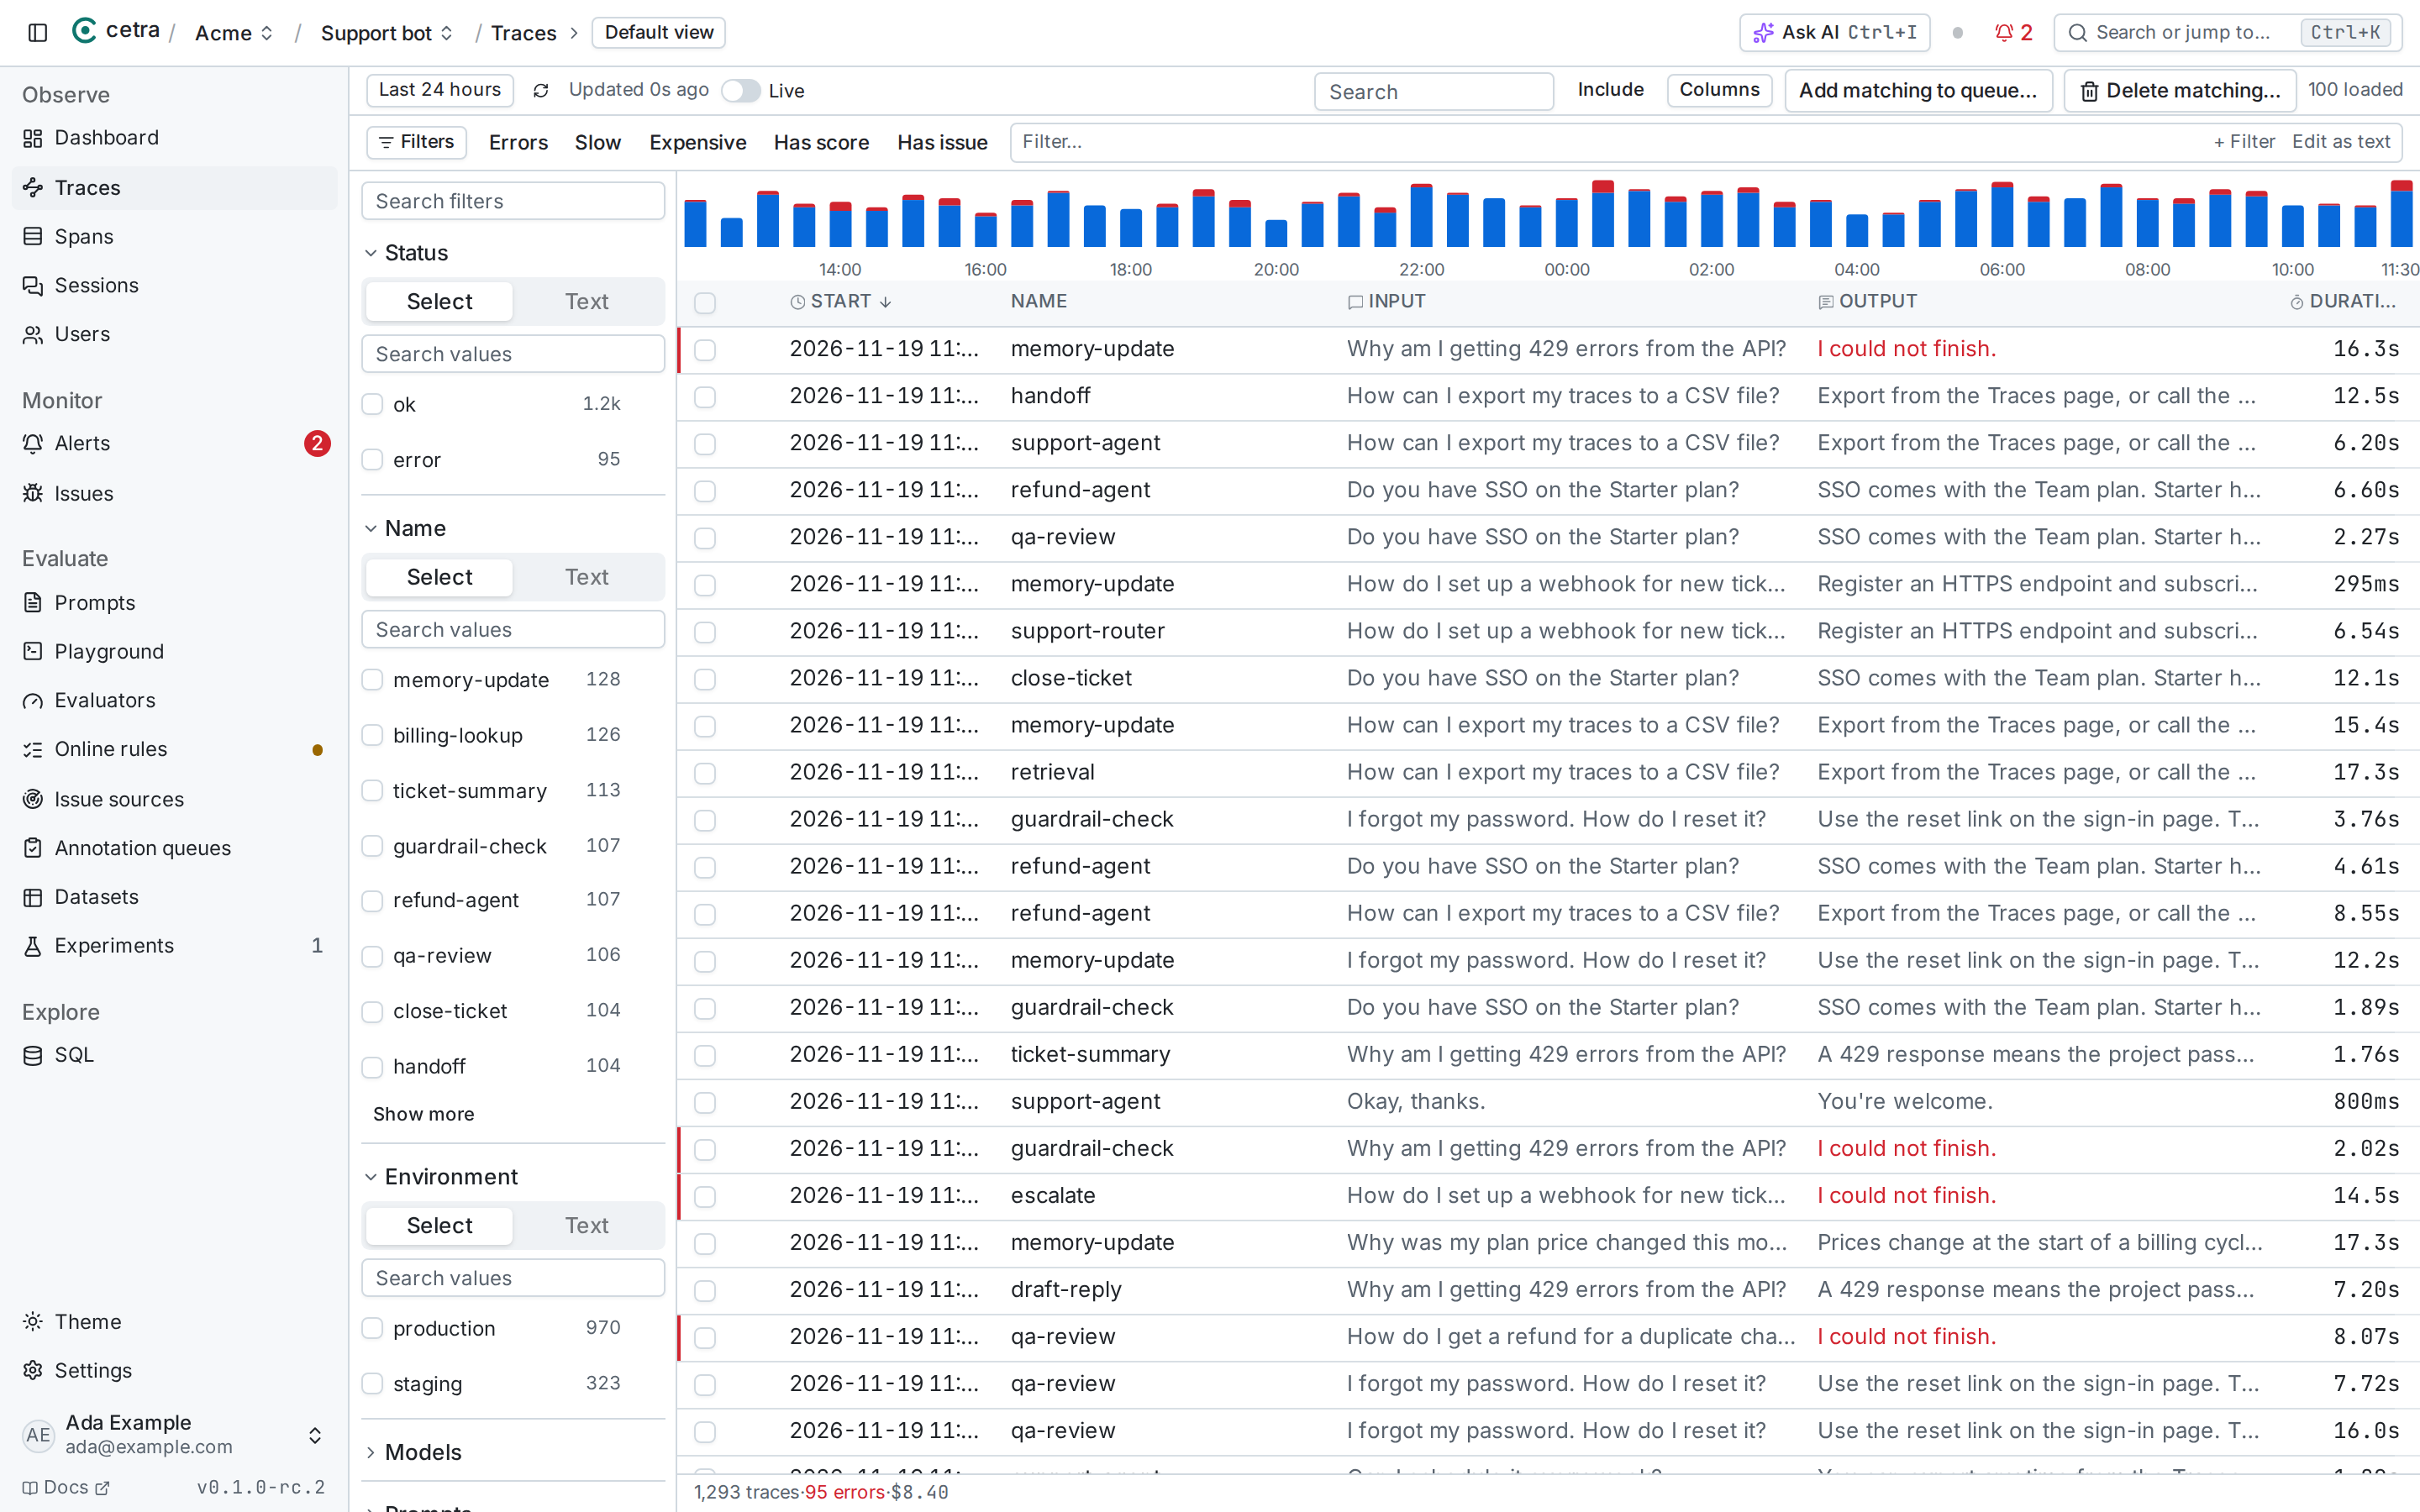 cetra / Acme / Support bot / Traces > Default view
Ask AI Ctrl+I
2
Search or jump to... Ctrl+K
Observe
Dashboard
Traces
Spans
Sessions
Users
Monitor
Alerts 2
Issues
Evaluate
Prompts
Playground
Evaluators
Online rules
Issue sources
Annotation queues
Datasets
Experiments 1
Explore
SQL
Theme
Settings
AE Ada Example
ada@example.com
Docs v0.1.0-rc.2
Last 24 hours Updated 0s ago Live
Search Include Columns Add matching to queue... Delete matching... 100 loaded
Filters Errors Slow Expensive Has score Has issue Filter... + Filter Edit as text
Search filters
Status
Select Text
Search values
ok 1.2k
error 95
Name
Select Text
Search values
memory-update 128
billing-lookup 126
ticket-summary 113
guardrail-check 107
refund-agent 107
qa-review 106
close-ticket 104
handoff 104
Show more
Environment
Select Text
Search values
production 970
staging 323
Models
14:00 16:00 18:00 20:00 22:00 00:00 02:00 04:00 06:00 08:00 10:00 11:30
START NAME INPUT OUTPUT DURATI...
2026-11-19 11:... memory-update Why am I getting 429 errors from the API? I could not finish. 16.3s
2026-11-19 11:... handoff How can I export my traces to a CSV file? Export from the Traces page, or call the ... 12.5s
2026-11-19 11:... support-agent How can I export my traces to a CSV file? Export from the Traces page, or call the ... 6.20s
2026-11-19 11:... refund-agent Do you have SSO on the Starter plan? SSO comes with the Team plan. Starter h... 6.60s
2026-11-19 11:... qa-review Do you have SSO on the Starter plan? SSO comes with the Team plan. Starter h... 2.27s
2026-11-19 11:... memory-update How do I set up a webhook for new tick... Register an HTTPS endpoint and subscri... 295ms
2026-11-19 11:... support-router How do I set up a webhook for new tick... Register an HTTPS endpoint and subscri... 6.54s
2026-11-19 11:... close-ticket Do you have SSO on the Starter plan? SSO comes with the Team plan. Starter h... 12.1s
2026-11-19 11:... memory-update How can I export my traces to a CSV file? Export from the Traces page, or call the ... 15.4s
2026-11-19 11:... retrieval How can I export my traces to a CSV file? Export from the Traces page, or call the ... 17.3s
2026-11-19 11:... guardrail-check I forgot my password. How do I reset it? Use the reset link on the sign-in page. T... 3.76s
2026-11-19 11:... refund-agent Do you have SSO on the Starter plan? SSO comes with the Team plan. Starter h... 4.61s
2026-11-19 11:... refund-agent How can I export my traces to a CSV file? Export from the Traces page, or call the ... 8.55s
2026-11-19 11:... memory-update I forgot my password. How do I reset it? Use the reset link on the sign-in page. T... 12.2s
2026-11-19 11:... guardrail-check Do you have SSO on the Starter plan? SSO comes with the Team plan. Starter h... 1.89s
2026-11-19 11:... ticket-summary Why am I getting 429 errors from the API? A 429 response means the project pass... 1.76s
2026-11-19 11:... support-agent Okay, thanks. You're welcome. 800ms
2026-11-19 11:... guardrail-check Why am I getting 429 errors from the API? I could not finish. 2.02s
2026-11-19 11:... escalate How do I set up a webhook for new tick... I could not finish. 14.5s
2026-11-19 11:... memory-update Why was my plan price changed this mo... Prices change at the start of a billing cycl... 17.3s
2026-11-19 11:... draft-reply Why am I getting 429 errors from the API? A 429 response means the project pass... 7.20s
2026-11-19 11:... qa-review How do I get a refund for a duplicate cha... I could not finish. 8.07s
2026-11-19 11:... qa-review I forgot my password. How do I reset it? Use the reset link on the sign-in page. T... 7.72s
2026-11-19 11:... qa-review I forgot my password. How do I reset it? Use the reset link on the sign-in page. T... 16.0s
1,293 traces·95 errors·$8.40